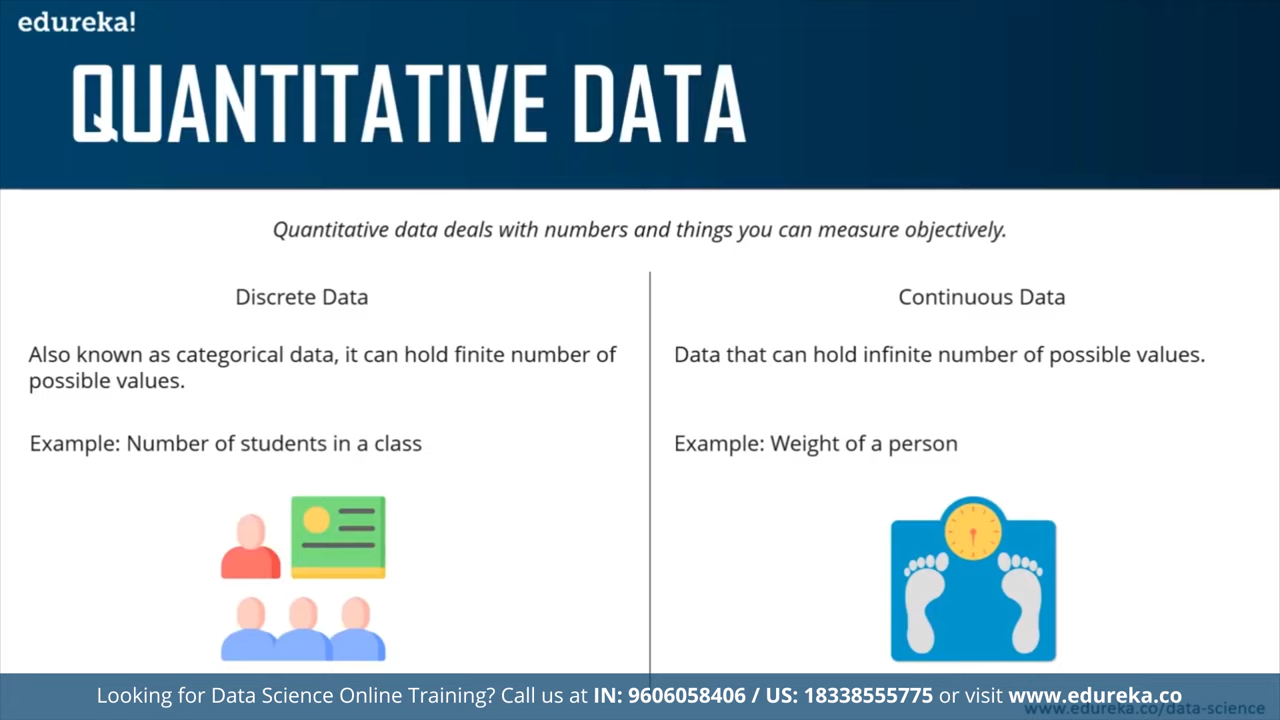 edureka!
QUANTITATIVE DATA
Quantitative data deals with numbers and things you can measure objectively.
Discrete Data
Also known as categorical data, it can hold finite number of
possible values.
Example: Number of students in a class
Continuous Data
Data that can hold infinite number of possible values.
Example: Weight of a person
Looking for Data Science Online Training? Call us at IN: 9606058406 / US: 18338555775 or visit www.edureka.co
www.edureka.co/data-science